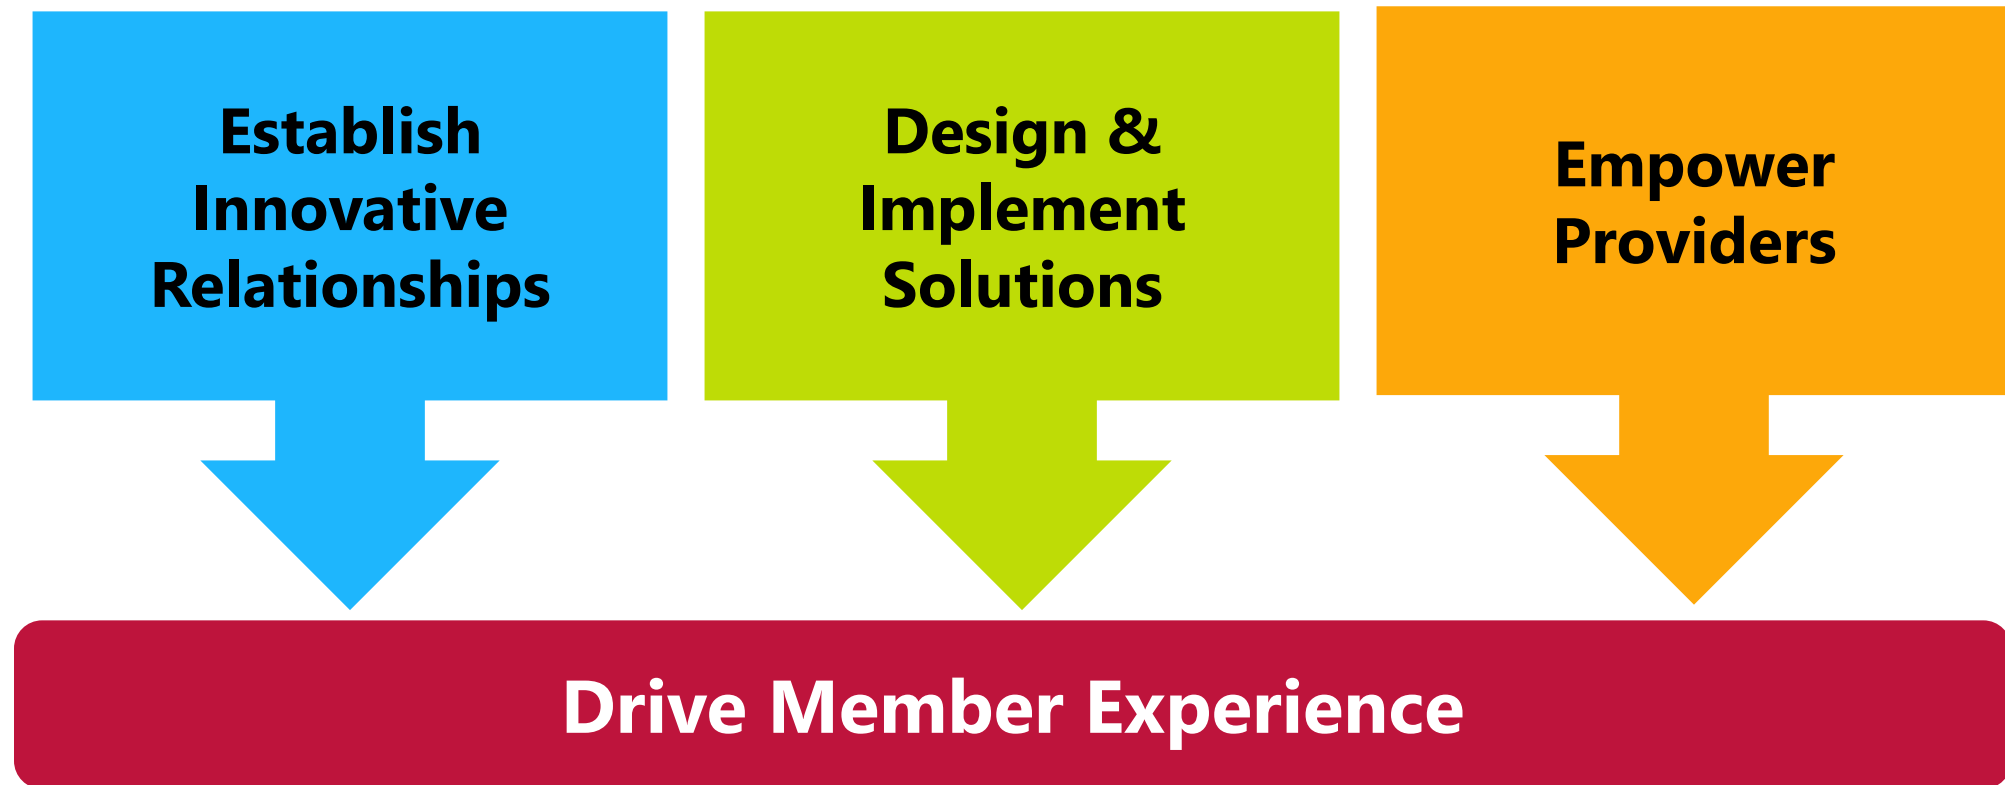 Establish
Innovative
Relationships
Design &
Implement
Solutions
Empower
Providers
Drive Member Experience